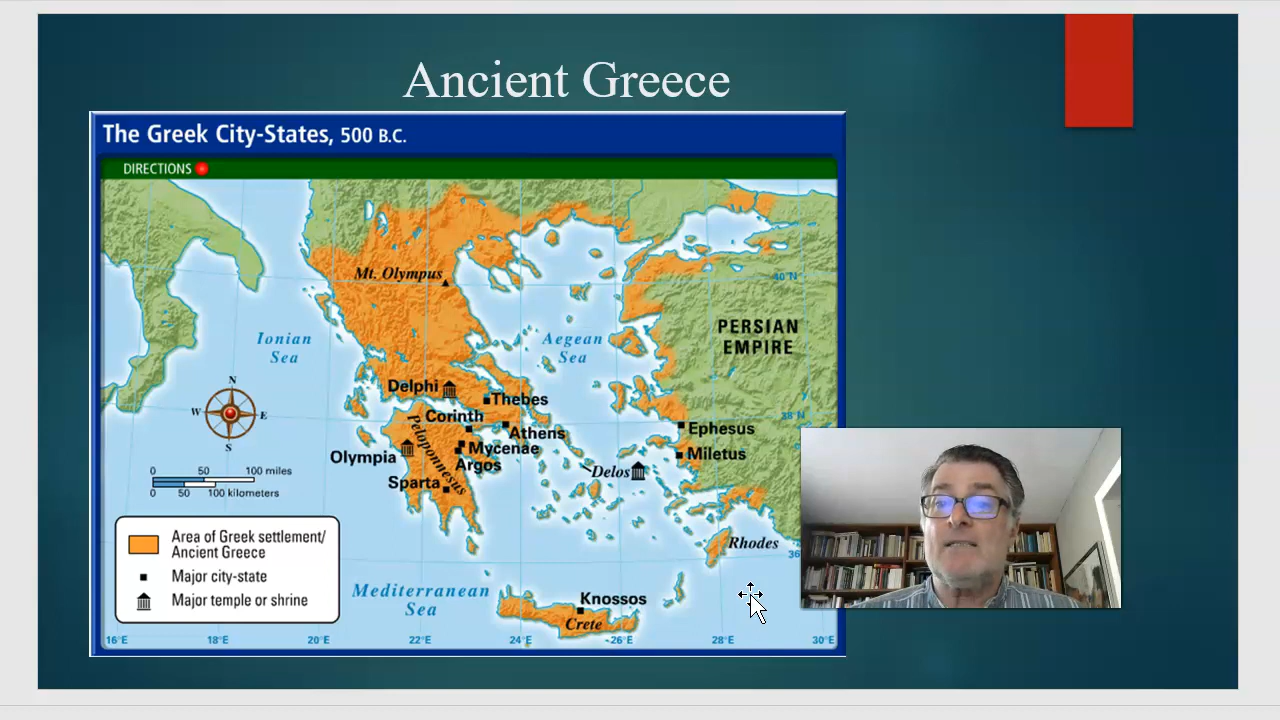 Ancient Greece
The Greek City-States, 500 B.C.
DIRECTIONS
Mt. Olympus
40°N
PERSIAN
EMPIRE
Ionian
Sea
Aegean
Sea
N
W
E
S
Delphi
Thebes
38°N
Corinth
Athens
Ephesus
Peloponnesus
Mycenae
Olympia
Argos
Miletus
Delos
Sparta
0 50 100 miles
0 50 100 kilometers
Area of Greek settlement/
Ancient Greece
Major city-state
Major temple or shrine
Rhodes
36°
Mediterranean
Sea
Knossos
Crete
16°E 18°E 20°E 22°E 24°E 26°E 28°E 30°E